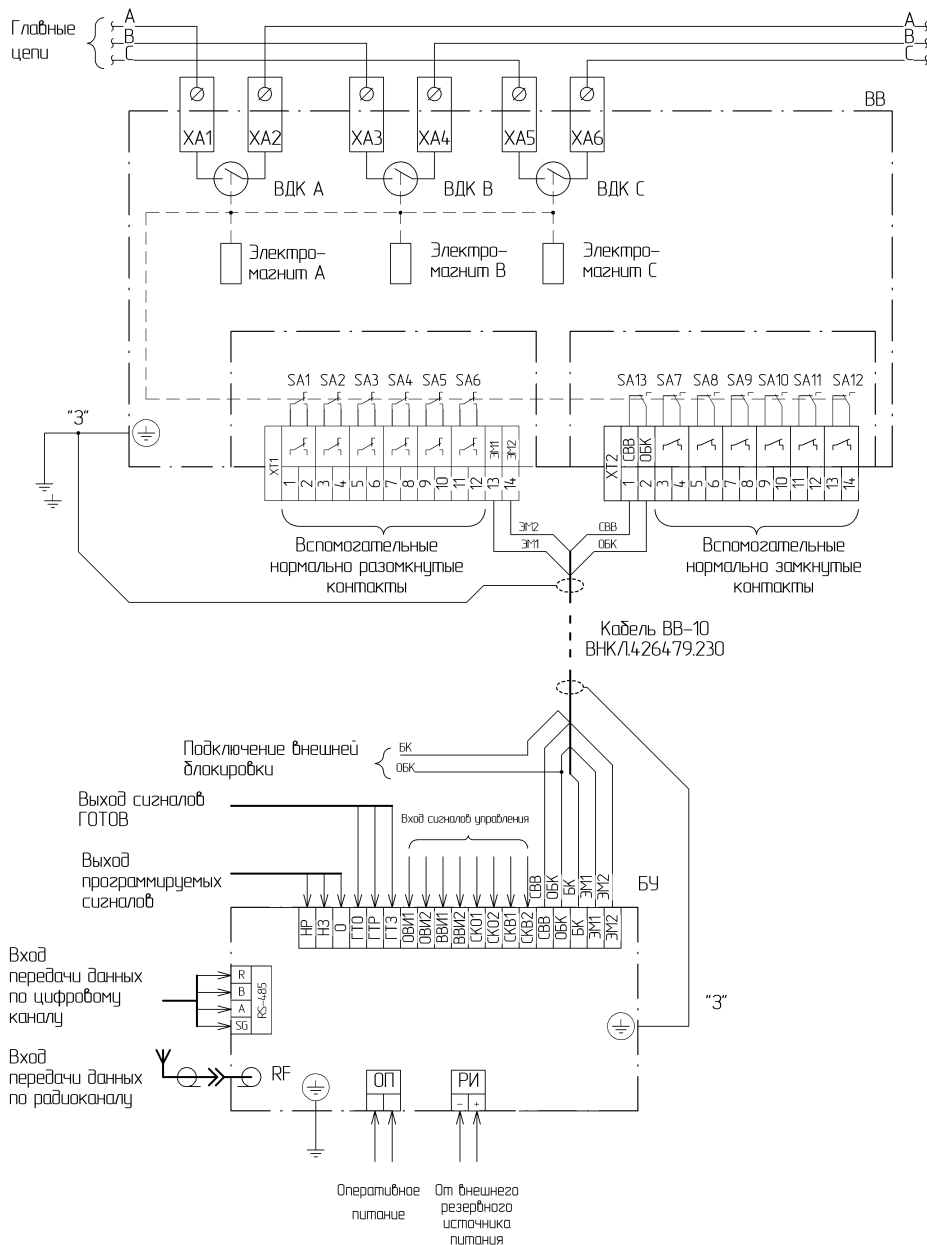 Главные
цепи
A
B
C
A
B
C
ВВ
XA1
XA2
XA3
XA4
XA5
XA6
ВДК A
ВДК B
ВДК C
Электро-
магнит A
Электро-
магнит B
Электро-
магнит C
SA1
SA2
SA3
SA4
SA5
SA6
SA13
SA7
SA8
SA9
SA10
SA11
SA12
"З"
XT1
ЭМ1
ЭМ2
1
2
3
4
5
6
7
8
9
10
11
12
13
14
XT2
СВВ
ОБК
1
2
3
4
5
6
7
8
9
10
11
12
13
14
ЭМ2
ЭМ1
СВВ
ОБК
Вспомогательные
нормально разомкнутые
контакты
Вспомогательные
нормально замкнутые
контакты
Кабель ВВ-10
ВНКЛ.426479.230
Подключение внешней
блокировки
БК
ОБК
Выход сигналов
ГОТОВ
Вход сигналов управления
Выход
программируемых
сигналов
СВВ
ОБК
БК
ЭМ1
ЭМ2
БУ
НР
НЗ
О
ГТО
ГТР
ГТЗ
ОВИ1
ОВИ2
ВВИ1
ВВИ2
СКО1
СКО2
СКВ1
СКВ2
СВВ
ОБК
БК
ЭМ1
ЭМ2
Вход
передачи данных
по цифровому
каналу
R
B
A
SG
RS-485
"З"
Вход
передачи данных
по радиоканалу
RF
ОП
РИ
- +
Оперативное
питание
От внешнего
резервного
источника
питания